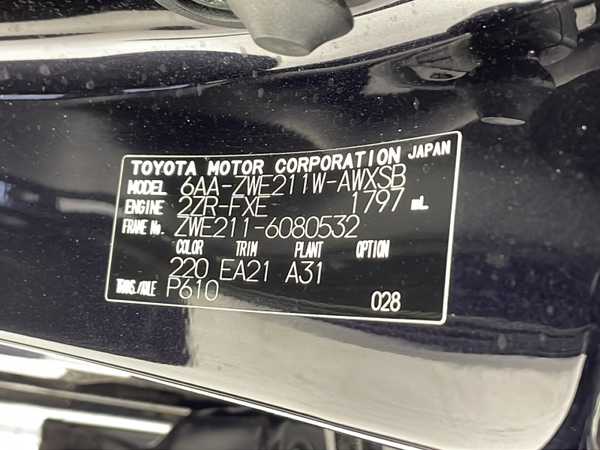 TOYOTA MOTOR CORPORATION JAPAN
MODEL 6AA-ZWE211W-AWXSB
ENGINE 2ZR-FXE 1797 mL
FRAME No. ZWE211-6080532
COLOR TRIM PLANT OPTION
220 EA21 A31
TRANS./AXLE P610 028